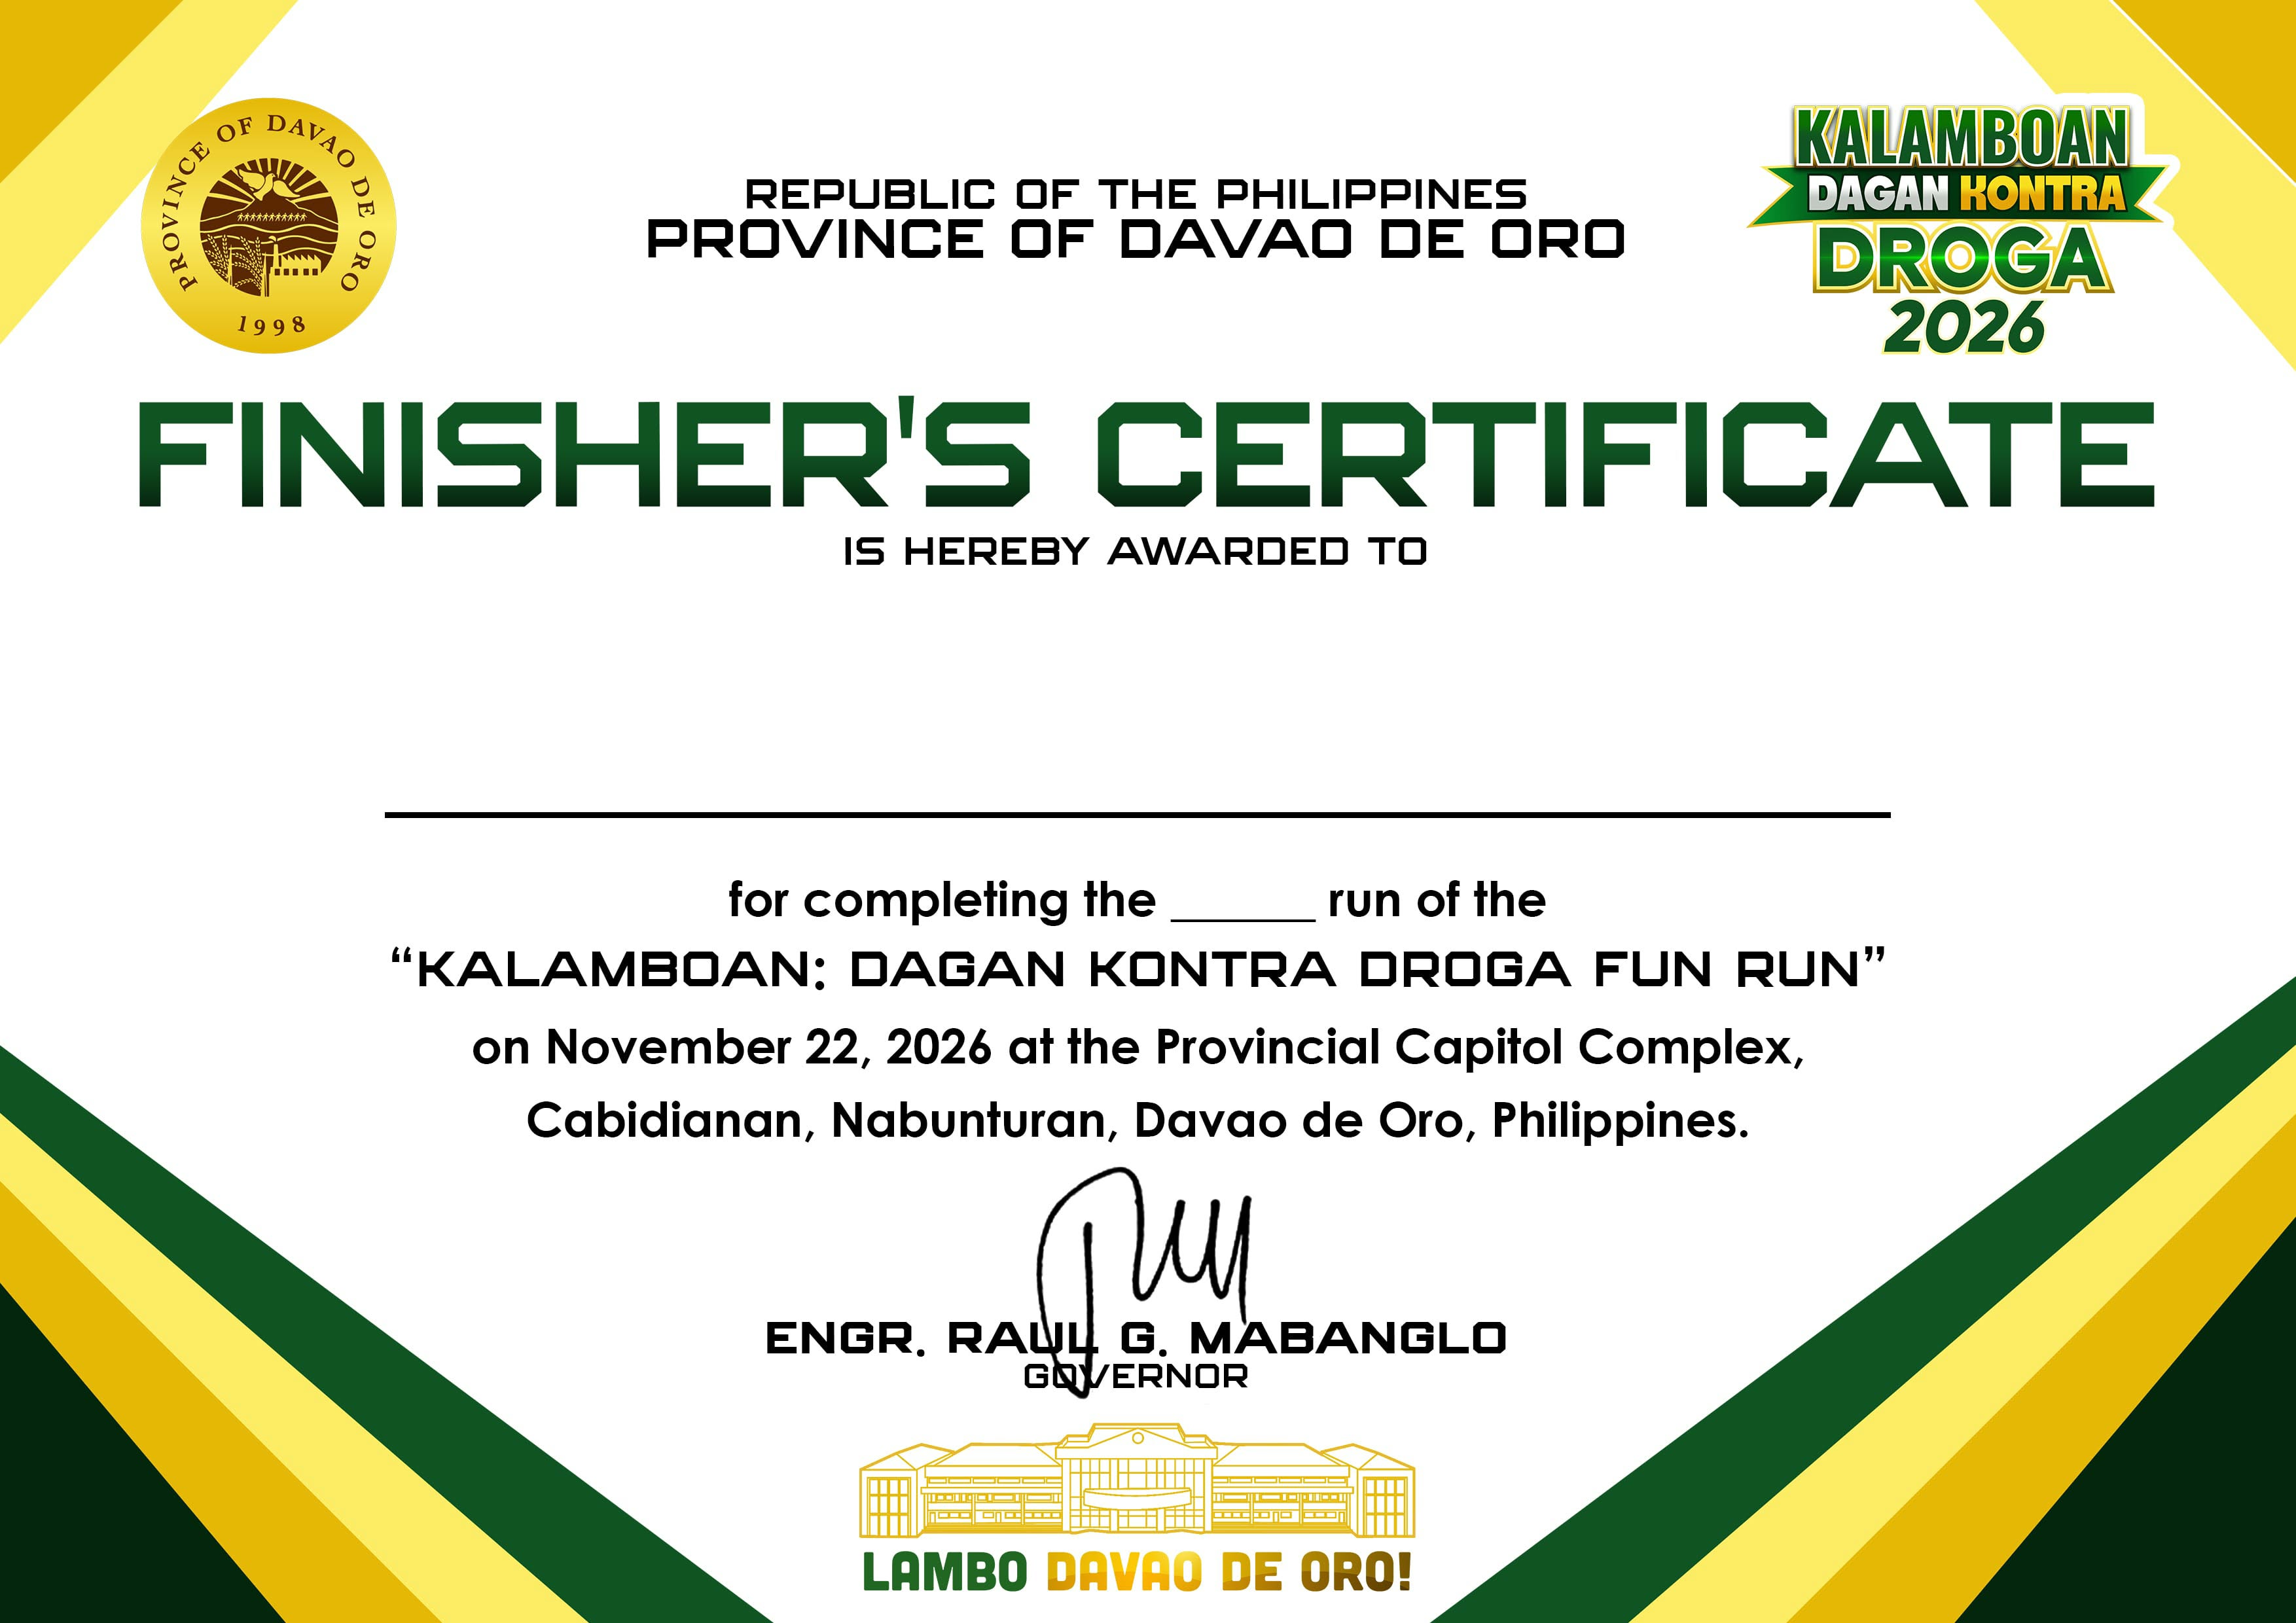 PROVINCE OF DAVAO DE ORO
1998
KALAMBOAN
DAGAN KONTRA
DROGA
2026
REPUBLIC OF THE PHILIPPINES
PROVINCE OF DAVAO DE ORO
FINISHER'S CERTIFICATE
IS HEREBY AWARDED TO
for completing the ______ run of the
“KALAMBOAN: DAGAN KONTRA DROGA FUN RUN”
on November 22, 2026 at the Provincial Capitol Complex,
Cabidianan, Nabunturan, Davao de Oro, Philippines.
ENGR. RAUL G. MABANGLO
GOVERNOR
LAMBO DAVAO DE ORO!